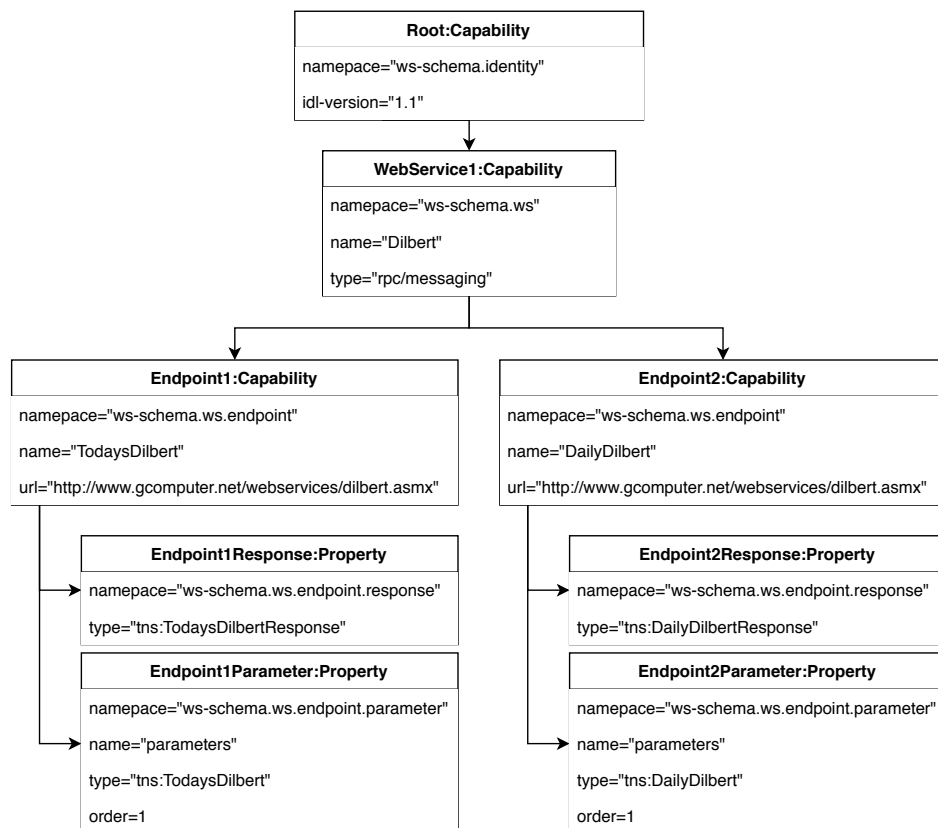 Root:Capability
namepace="ws-schema.identity"
idl-version="1.1"
WebService1:Capability
namepace="ws-schema.ws"
name="Dilbert"
type="rpc/messaging"
Endpoint1:Capability
namepace="ws-schema.ws.endpoint"
name="TodaysDilbert"
url="http://www.gcomputer.net/webservices/dilbert.asmx"
Endpoint1Response:Property
namepace="ws-schema.ws.endpoint.response"
type="tns:TodaysDilbertResponse"
Endpoint1Parameter:Property
namepace="ws-schema.ws.endpoint.parameter"
name="parameters"
type="tns:TodaysDilbert"
order=1
Endpoint2:Capability
namepace="ws-schema.ws.endpoint"
name="DailyDilbert"
url="http://www.gcomputer.net/webservices/dilbert.asmx"
Endpoint2Response:Property
namepace="ws-schema.ws.endpoint.response"
type="tns:DailyDilbertResponse"
Endpoint2Parameter:Property
namepace="ws-schema.ws.endpoint.parameter"
name="parameters"
type="tns:DailyDilbert"
order=1